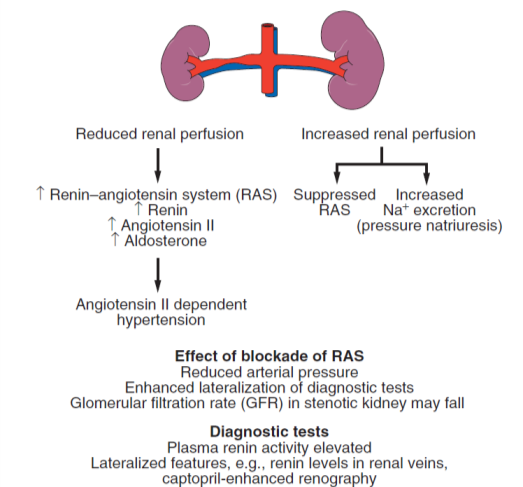 Reduced renal perfusion
Increased renal perfusion
↑ Renin–angiotensin system (RAS)
↑ Renin
↑ Angiotensin II
↑ Aldosterone
Suppressed
RAS
Increased
Na⁺ excretion
(pressure natriuresis)
Angiotensin II dependent
hypertension
Effect of blockade of RAS
Reduced arterial pressure
Enhanced lateralization of diagnostic tests
Glomerular filtration rate (GFR) in stenotic kidney may fall
Diagnostic tests
Plasma renin activity elevated
Lateralized features, e.g., renin levels in renal veins,
captopril-enhanced renography